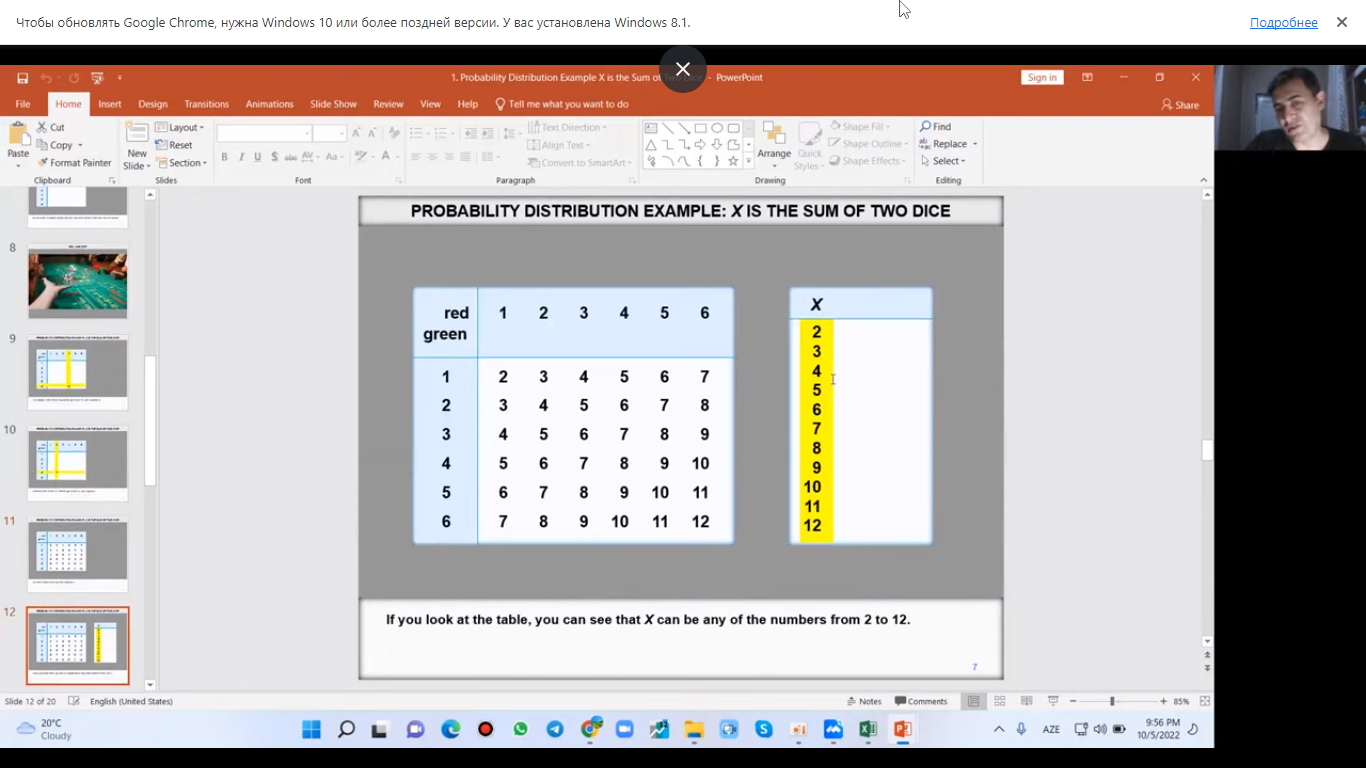 Чтобы обновлять Google Chrome, нужна Windows 10 или более поздней версии. У вас установлена Windows 8.1.
Подробнее
1. Probability Distribution Example X is the Sum of Two Dice - PowerPoint
Sign in
File Home Insert Design Transitions Animations Slide Show Review View Help Tell me what you want to do
Share
Paste
Cut
Copy
Format Painter
Clipboard
New
Slide
Layout
Reset
Section
Slides
B I U S abc AV Aa A
Font
Text Direction
Align Text
Convert to SmartArt
Paragraph
Arrange
Quick
Styles
Shape Fill
Shape Outline
Shape Effects
Drawing
Find
Replace
Select
Editing
8
9
10
11
12
PROBABILITY DISTRIBUTION EXAMPLE: X IS THE SUM OF TWO DICE
red 1 2 3 4 5 6
green
1 2 3 4 5 6 7
2 3 4 5 6 7 8
3 4 5 6 7 8 9
4 5 6 7 8 9 10
5 6 7 8 9 10 11
6 7 8 9 10 11 12
X
2
3
4
5
6
7
8
9
10
11
12
If you look at the table, you can see that X can be any of the numbers from 2 to 12.
7
Slide 12 of 20 English (United States)
Notes Comments 85%
20°C
Cloudy
AZE
9:56 PM
10/5/2022